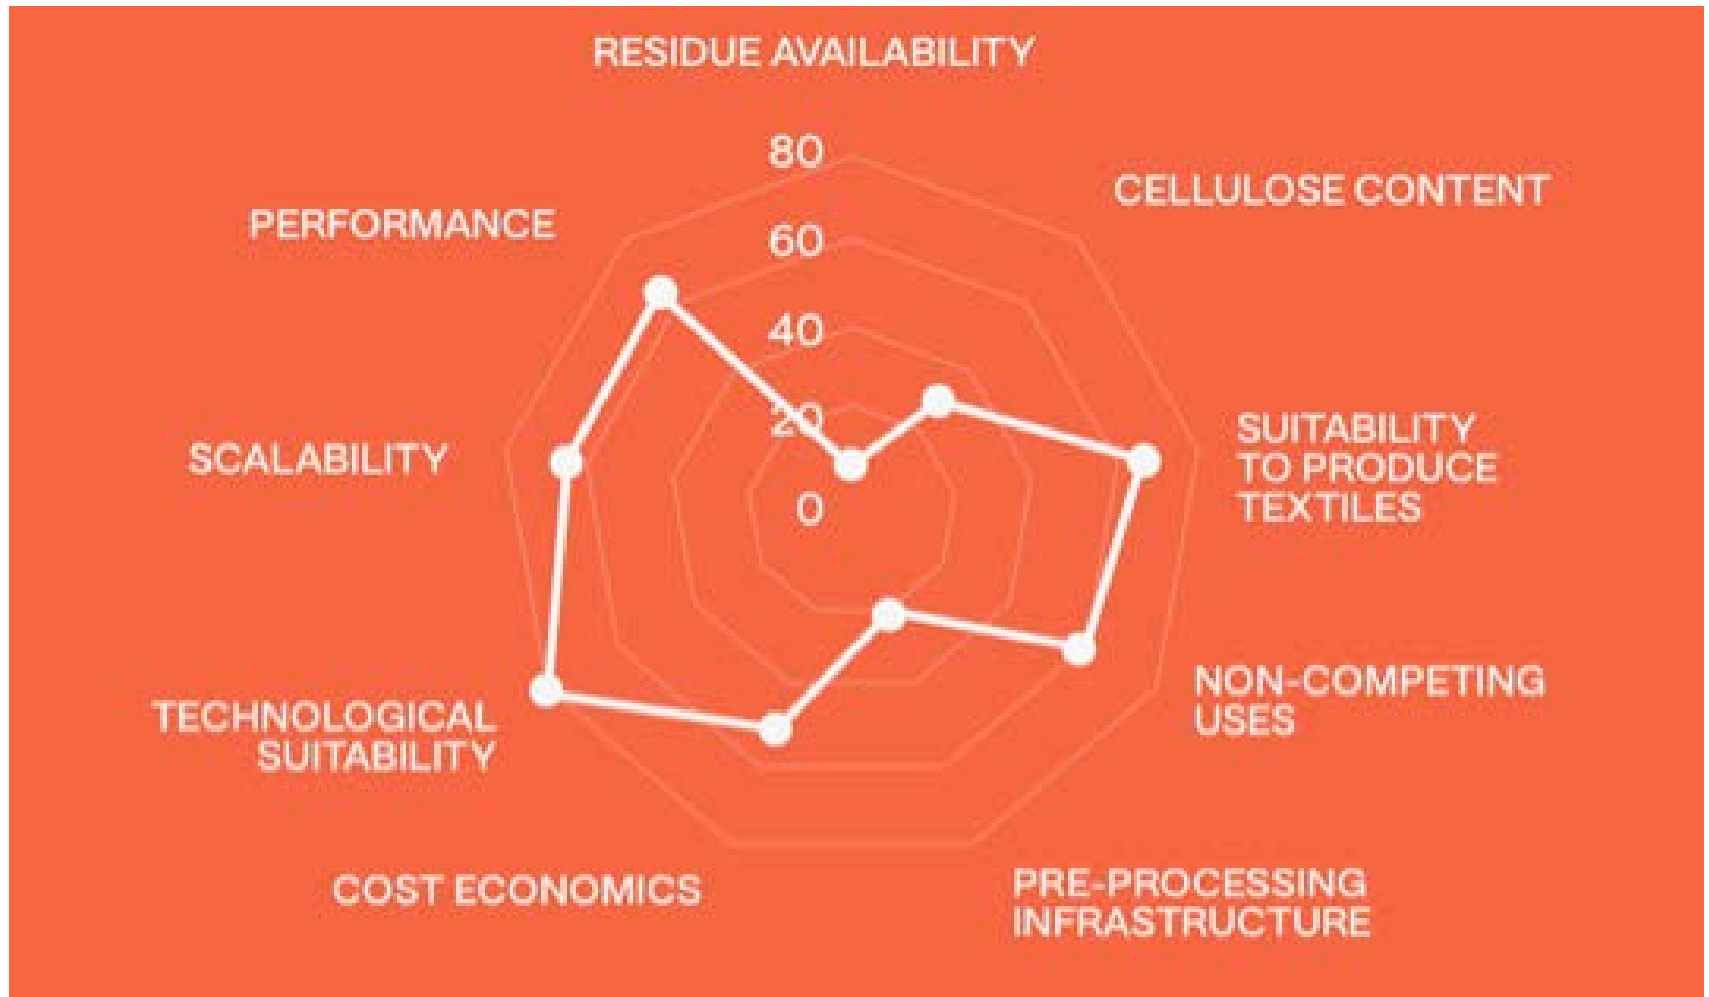 RESIDUE AVAILABILITY
80
CELLULOSE CONTENT
PERFORMANCE
60
40
20
SUITABILITY
TO PRODUCE
TEXTILES
SCALABILITY
0
NON-COMPETING
USES
TECHNOLOGICAL
SUITABILITY
COST ECONOMICS
PRE-PROCESSING
INFRASTRUCTURE